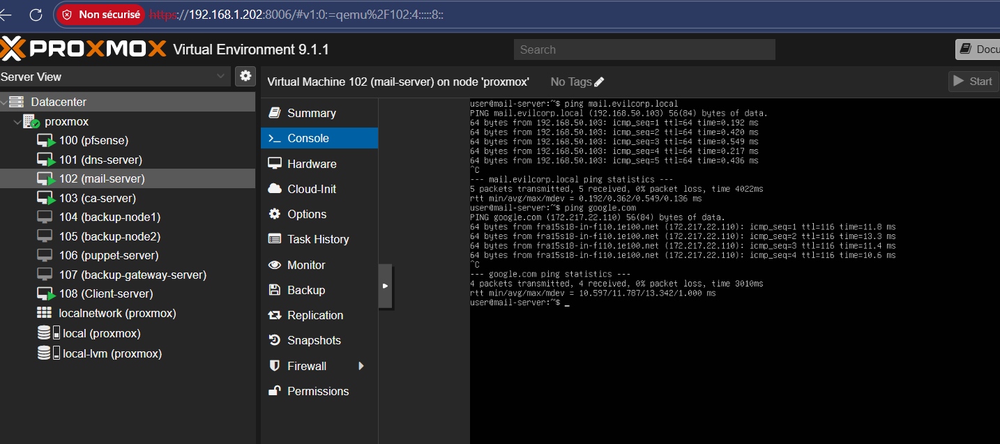 Non sécurisé https://192.168.1.202:8006/#v1:0:=qemu%2F102:4:::::8::
PROXMOX Virtual Environment 9.1.1
Search
Docu
Server View
Virtual Machine 102 (mail-server) on node 'proxmox'
No Tags
Start
Datacenter
proxmox
100 (pfsense)
101 (dns-server)
102 (mail-server)
103 (ca-server)
104 (backup-node1)
105 (backup-node2)
106 (puppet-server)
107 (backup-gateway-server)
108 (Client-server)
localnetwork (proxmox)
local (proxmox)
local-lvm (proxmox)
Summary
Console
Hardware
Cloud-Init
Options
Task History
Monitor
Backup
Replication
Snapshots
Firewall
Permissions
user@mail-server:~$ ping mail.evilcorp.local
PING mail.evilcorp.local (192.168.50.103) 56(84) bytes of data.
64 bytes from 192.168.50.103: icmp_seq=1 ttl=64 time=0.192 ms
64 bytes from 192.168.50.103: icmp_seq=2 ttl=64 time=0.420 ms
64 bytes from 192.168.50.103: icmp_seq=3 ttl=64 time=0.549 ms
64 bytes from 192.168.50.103: icmp_seq=4 ttl=64 time=0.217 ms
64 bytes from 192.168.50.103: icmp_seq=5 ttl=64 time=0.436 ms
^C
--- mail.evilcorp.local ping statistics ---
5 packets transmitted, 5 received, 0% packet loss, time 4022ms
rtt min/avg/max/mdev = 0.192/0.362/0.549/0.136 ms
user@mail-server:~$ ping google.com
PING google.com (172.217.22.110) 56(84) bytes of data.
64 bytes from fra15s18-in-f110.1e100.net (172.217.22.110): icmp_seq=1 ttl=116 time=11.8 ms
64 bytes from fra15s18-in-f110.1e100.net (172.217.22.110): icmp_seq=2 ttl=116 time=13.3 ms
64 bytes from fra15s18-in-f110.1e100.net (172.217.22.110): icmp_seq=3 ttl=116 time=11.4 ms
64 bytes from fra15s18-in-f110.1e100.net (172.217.22.110): icmp_seq=4 ttl=116 time=10.6 ms
^C
--- google.com ping statistics ---
4 packets transmitted, 4 received, 0% packet loss, time 3010ms
rtt min/avg/max/mdev = 10.597/11.787/13.342/1.000 ms
user@mail-server:~$ _